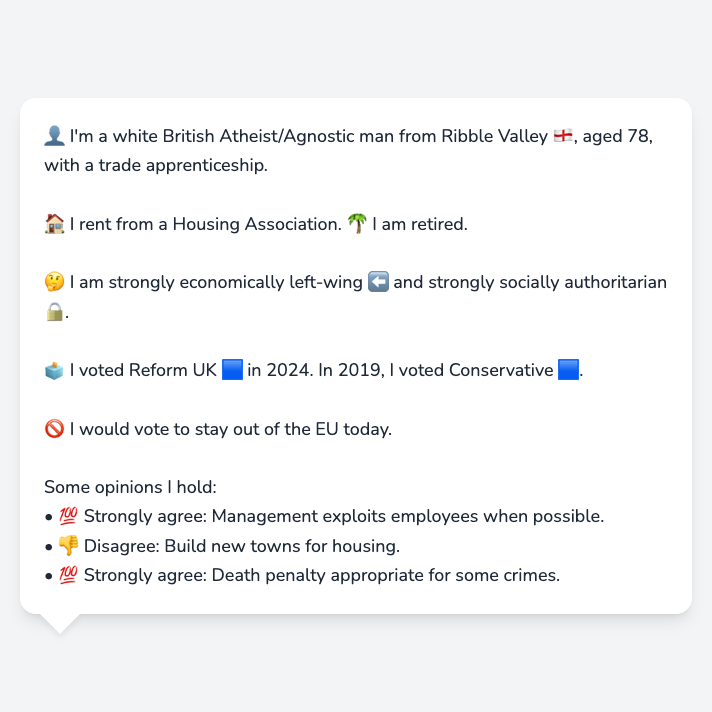 👤 I'm a white British Atheist/Agnostic man from Ribble Valley 🏴󠁧󠁢󠁥󠁮󠁧󠁿, aged 78,
with a trade apprenticeship.
🏠 I rent from a Housing Association. 🌴 I am retired.
🤔 I am strongly economically left-wing ⬅️ and strongly socially authoritarian
🔒.
🗳️ I voted Reform UK 🟦 in 2024. In 2019, I voted Conservative 🟦.
🚫 I would vote to stay out of the EU today.
Some opinions I hold:
• 💯 Strongly agree: Management exploits employees when possible.
• 👎 Disagree: Build new towns for housing.
• 💯 Strongly agree: Death penalty appropriate for some crimes.